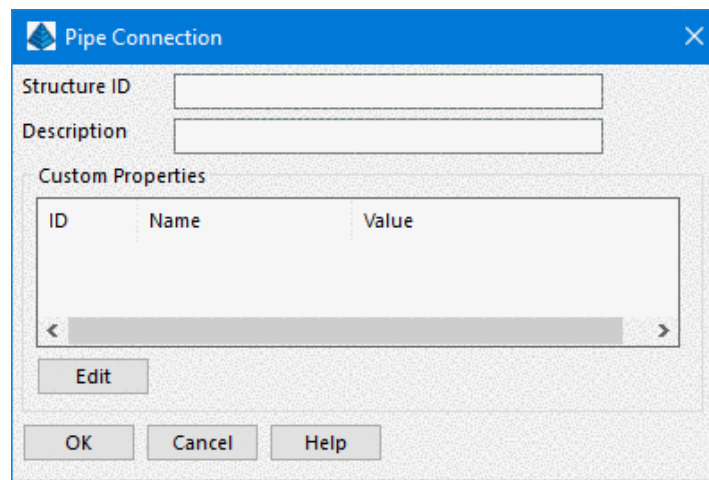 Pipe Connection
Structure ID
Description
Custom Properties
ID Name Value
Edit
OK Cancel Help